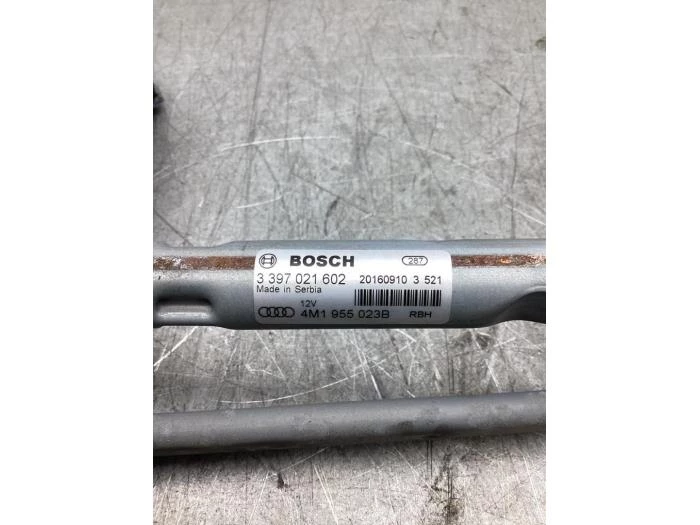 BOSCH 287
3 397 021 602 20160910 3 521
Made in Serbia
12V
4M1 955 023B RBH